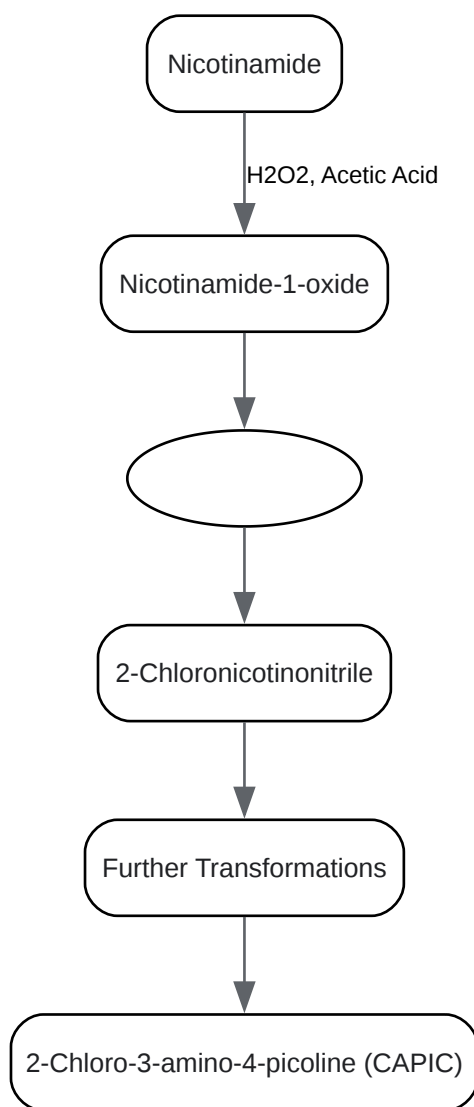 Nicotinamide
H2O2, Acetic Acid
Nicotinamide-1-oxide
2-Chloronicotinonitrile
Further Transformations
2-Chloro-3-amino-4-picoline (CAPIC)